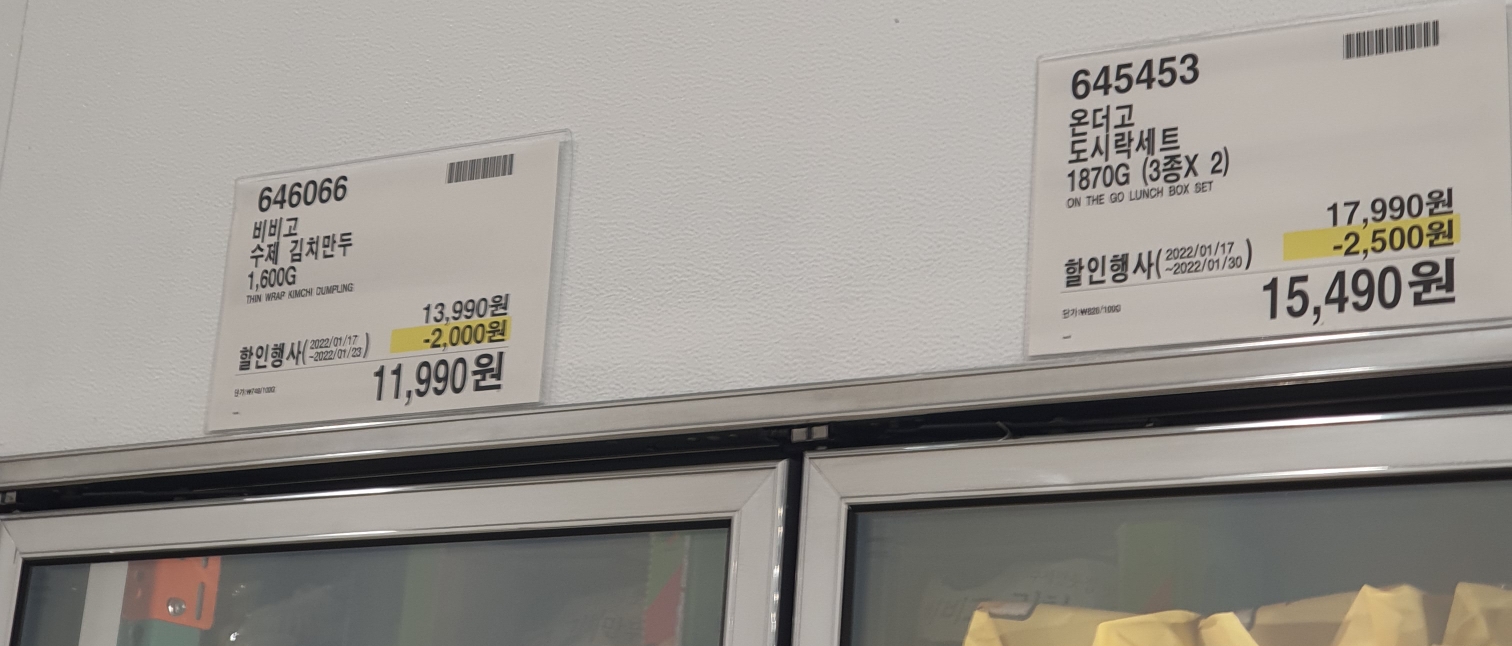 646066
비비고
수제 김치만두
1,600G
THIN WRAP KIMCHI DUMPLING
13,990원
할인행사(2022/01/17 ~2022/01/23) -2,000원
11,990원
645453
온더고
도시락세트
1870G (3종X 2)
ON THE GO LUNCH BOX SET
17,990원
할인행사(2022/01/17 ~2022/01/30) -2,500원
15,490원